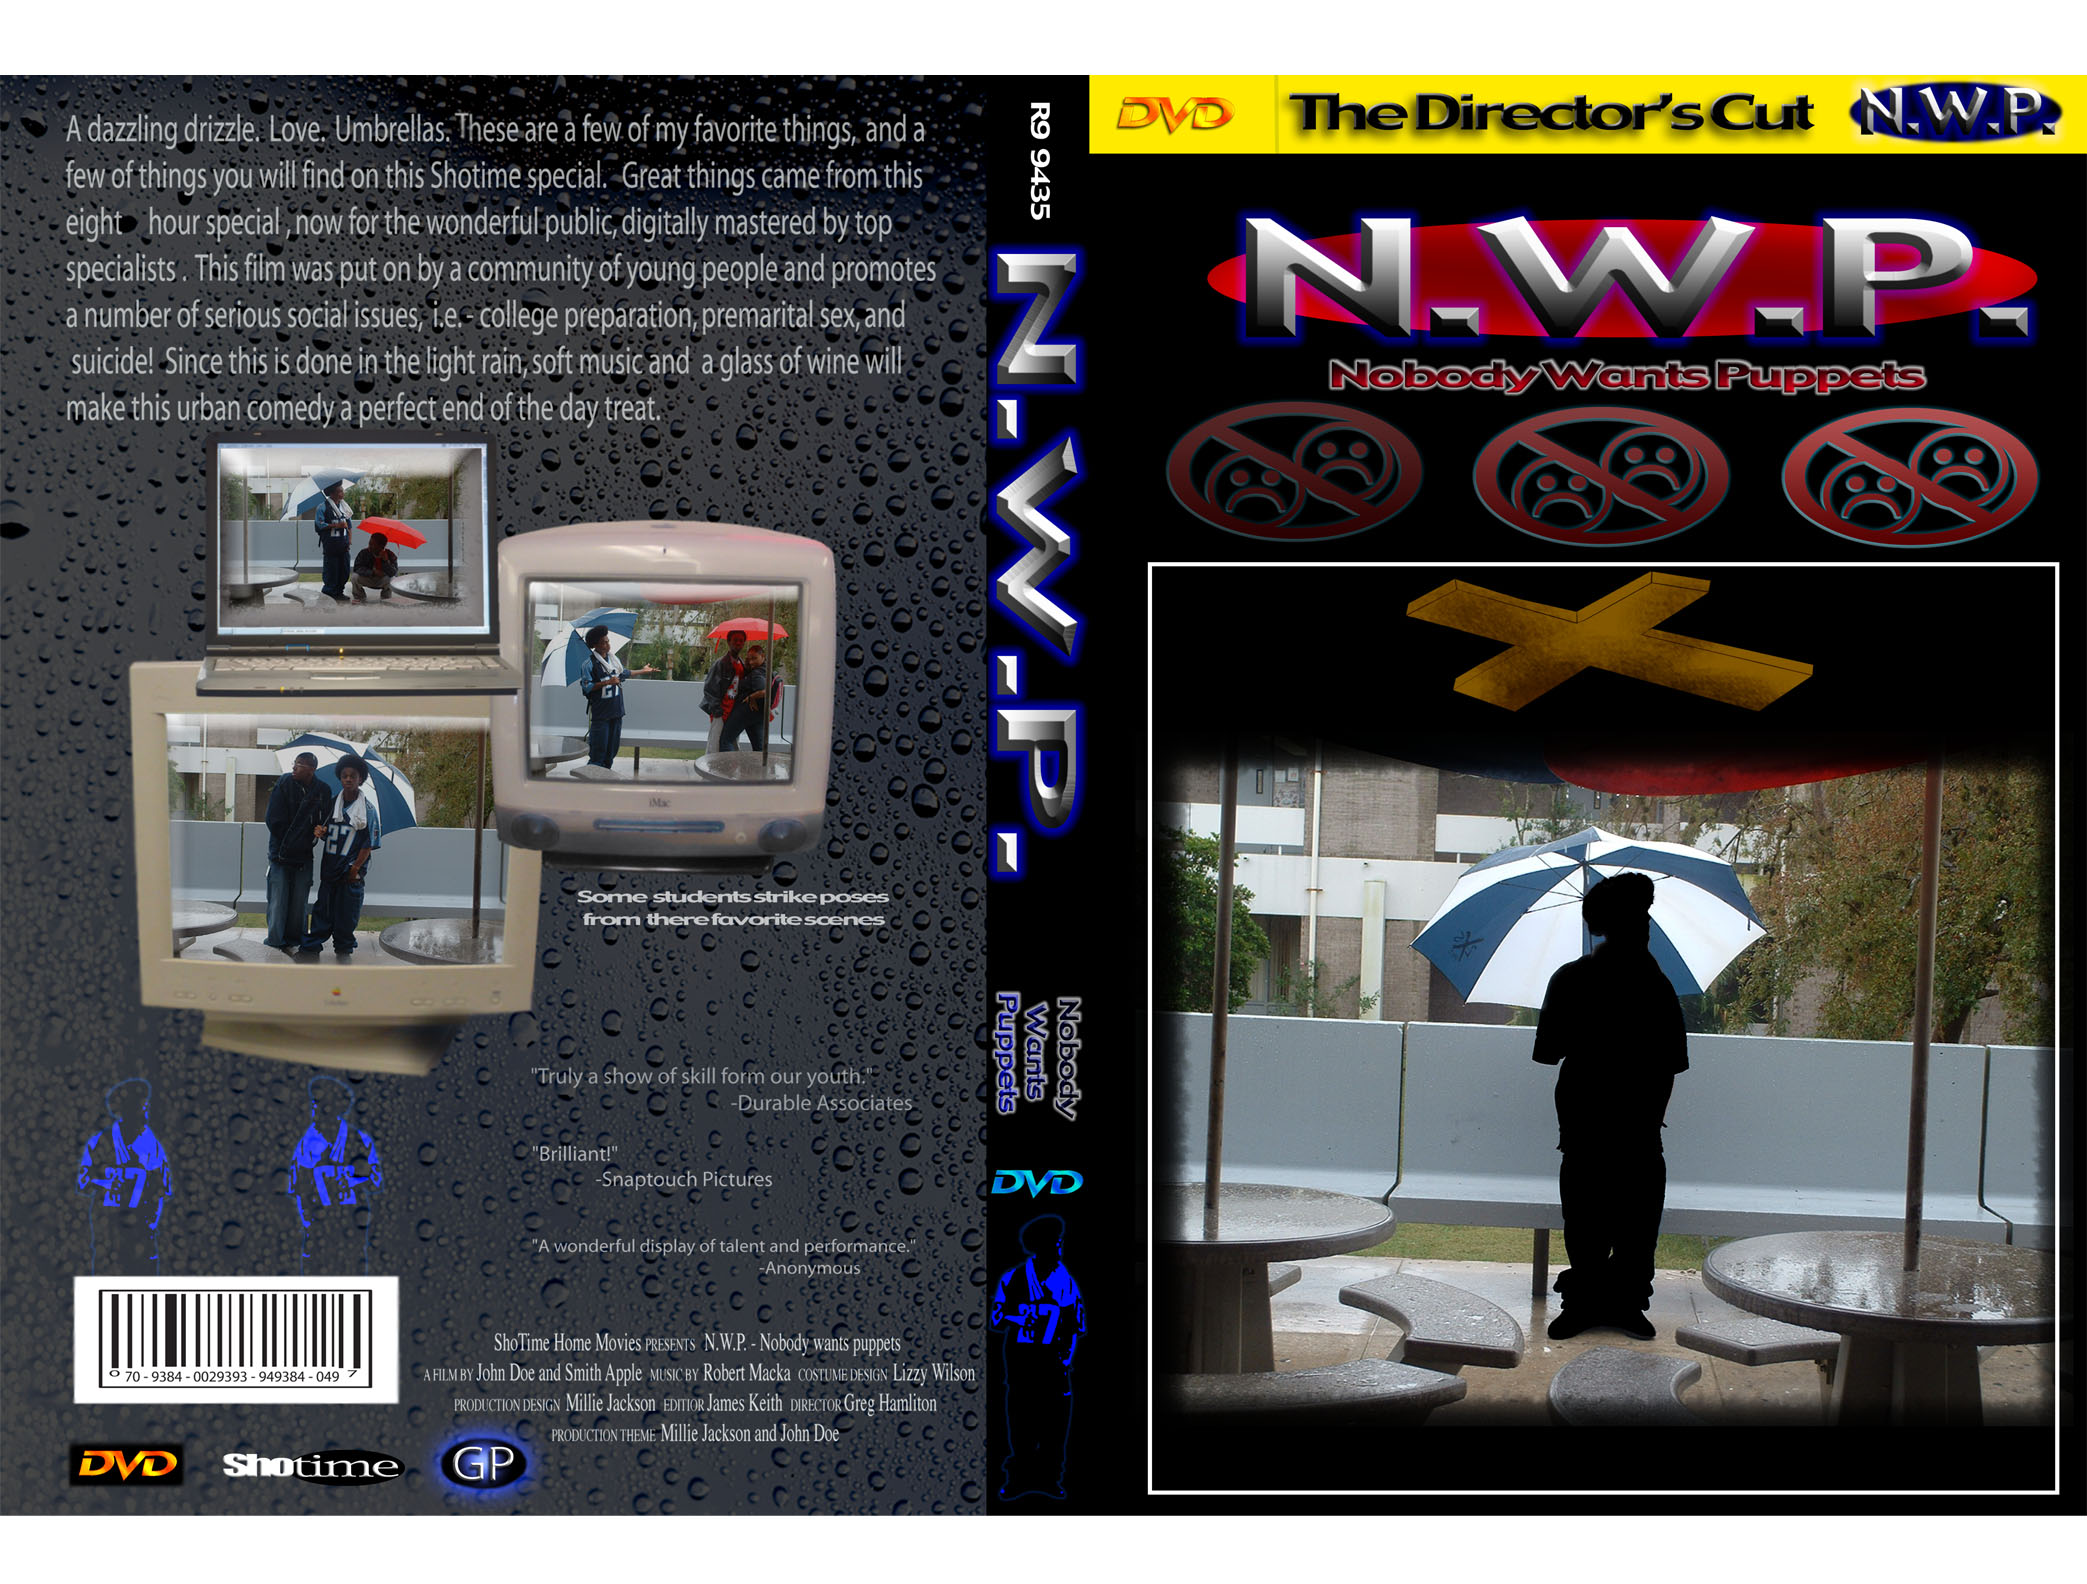 A dazzling drizzle. Love. Umbrellas. These are a few of my favorite things, and a
few of things you will find on this Shotime special. Great things came from this
eight hour special , now for the wonderful public, digitally mastered by top
specialists . This film was put on by a community of young people and promotes
a number of serious social issues, i.e. - college preparation, premarital sex, and
suicide! Since this is done in the light rain, soft music and a glass of wine will
make this urban comedy a perfect end of the day treat.
27
27
iMac
27
Some students strike poses
from there favorite scenes
"Truly a show of skill form our youth."
-Durable Associates
"Brilliant!"
-Snaptouch Pictures
"A wonderful display of talent and performance."
-Anonymous
0 70 - 9384 - 0029393 - 949384 - 049 7
ShoTime Home Movies PRESENTS N.W.P. - Nobody wants puppets
A FILM BY John Doe and Smith Apple MUSIC BY Robert Macka COSTUME DESIGN Lizzy Wilson
PRODUCTION DESIGN Millie Jackson EDITIOR James Keith DIRECTOR Greg Hamliton
PRODUCTION THEME Millie Jackson and John Doe
DVD
Shotime
GP
R9 9435
N.W.P.
Nobody
Wants
Puppets
DVD
27
DVD
The Director's Cut
N.W.P.
N.W.P.
Nobody Wants Puppets